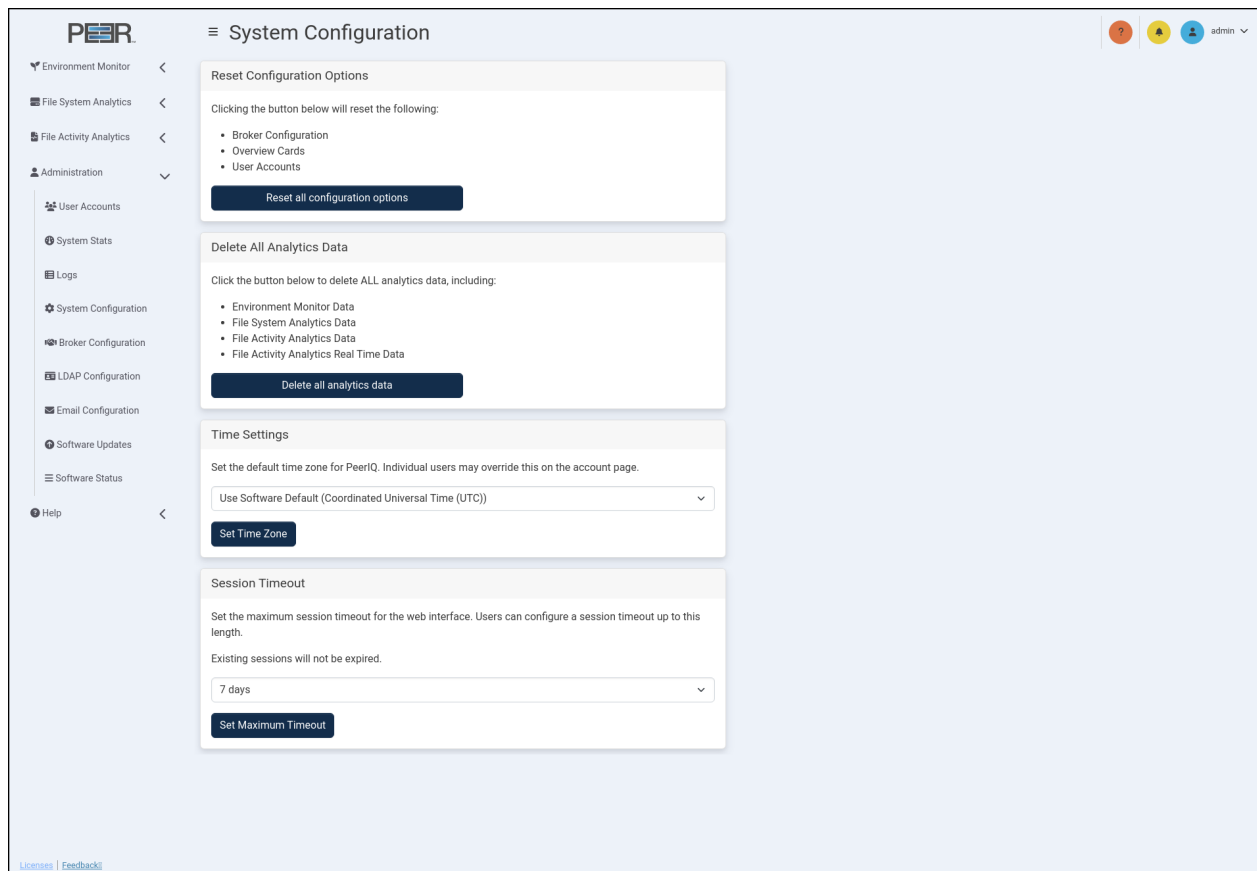 PEER
System Configuration
? admin
Environment Monitor
File System Analytics
File Activity Analytics
Administration
User Accounts
System Stats
Logs
System Configuration
Broker Configuration
LDAP Configuration
Email Configuration
Software Updates
Software Status
Help
Reset Configuration Options
Clicking the button below will reset the following:
• Broker Configuration
• Overview Cards
• User Accounts
Reset all configuration options
Delete All Analytics Data
Click the button below to delete ALL analytics data, including:
• Environment Monitor Data
• File System Analytics Data
• File Activity Analytics Data
• File Activity Analytics Real Time Data
Delete all analytics data
Time Settings
Set the default time zone for PeerIQ. Individual users may override this on the account page.
Use Software Default (Coordinated Universal Time (UTC))
Set Time Zone
Session Timeout
Set the maximum session timeout for the web interface. Users can configure a session timeout up to this
length.
Existing sessions will not be expired.
7 days
Set Maximum Timeout
Licenses | Feedback